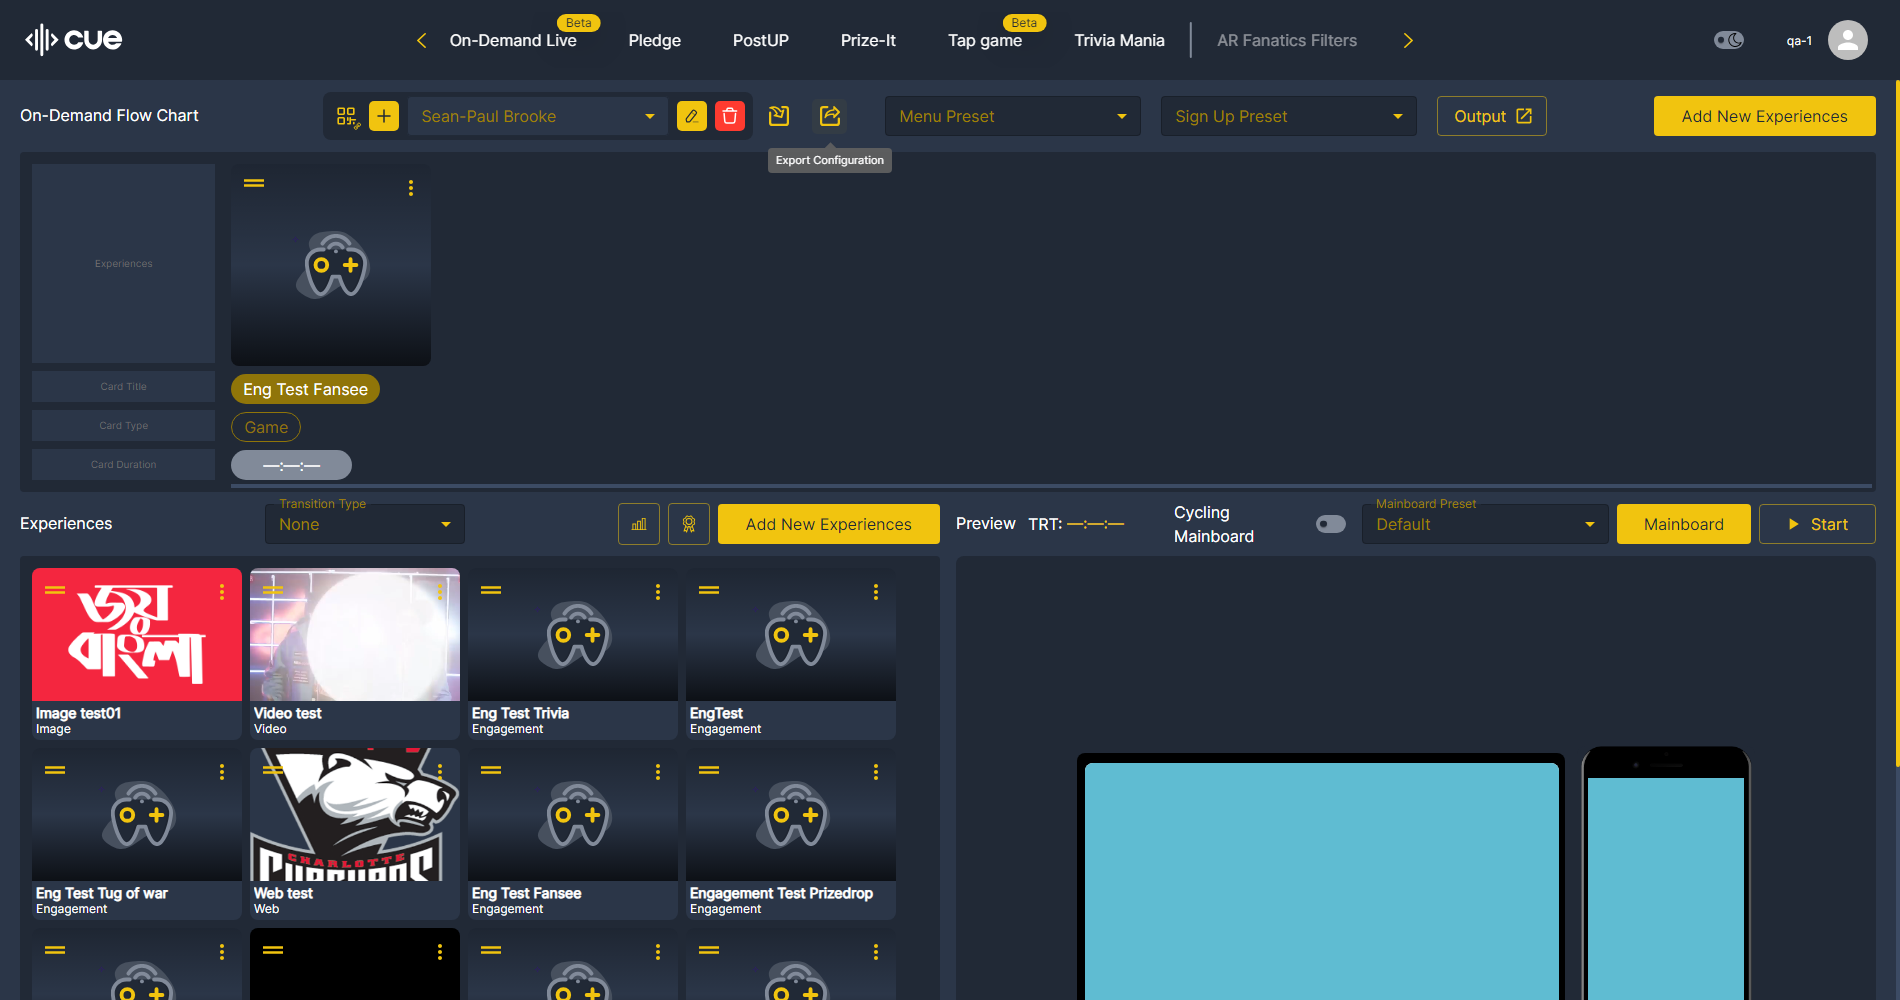 cue
On-Demand Live
Beta
Pledge
PostUP
Prize-It
Tap game
Beta
Trivia Mania
AR Fanatics Filters
qa-1
On-Demand Flow Chart
Sean-Paul Brooke
Menu Preset
Sign Up Preset
Output
Add New Experiences
Export Configuration
Experiences
Card Title
Eng Test Fansee
Card Type
Game
Card Duration
—:—:—
Experiences
Transition Type
None
Add New Experiences
Preview
TRT: —:—:—
Cycling
Mainboard
Mainboard Preset
Default
Mainboard
Start
জয়
বাংলা
Image test01
Image
Video test
Video
Eng Test Trivia
Engagement
EngTest
Engagement
Eng Test Tug of war
Engagement
CHARLOTTE
Web test
Web
Eng Test Fansee
Engagement
Engagement Test Prizedrop
Engagement